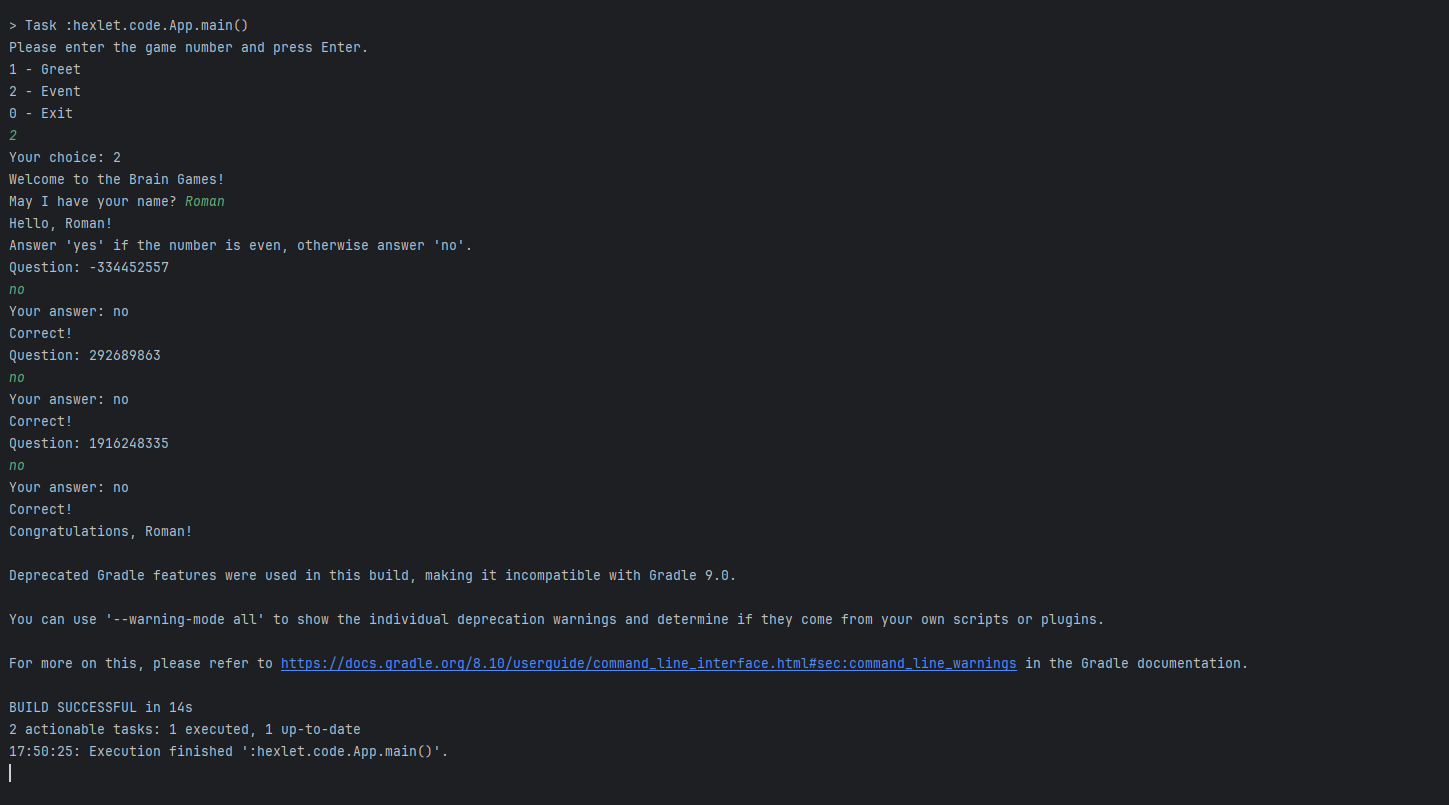 > Task :hexlet.code.App.main()
Please enter the game number and press Enter.
1 - Greet
2 - Event
0 - Exit
2
Your choice: 2
Welcome to the Brain Games!
May I have your name? Roman
Hello, Roman!
Answer 'yes' if the number is even, otherwise answer 'no'.
Question: -334452557
no
Your answer: no
Correct!
Question: 292689863
no
Your answer: no
Correct!
Question: 1916248335
no
Your answer: no
Correct!
Congratulations, Roman!
Deprecated Gradle features were used in this build, making it incompatible with Gradle 9.0.
You can use '--warning-mode all' to show the individual deprecation warnings and determine if they come from your own scripts or plugins.
For more on this, please refer to https://docs.gradle.org/8.10/userguide/command_line_interface.html#sec:command_line_warnings in the Gradle documentation.
BUILD SUCCESSFUL in 14s
2 actionable tasks: 1 executed, 1 up-to-date
17:50:25: Execution finished ':hexlet.code.App.main()'.